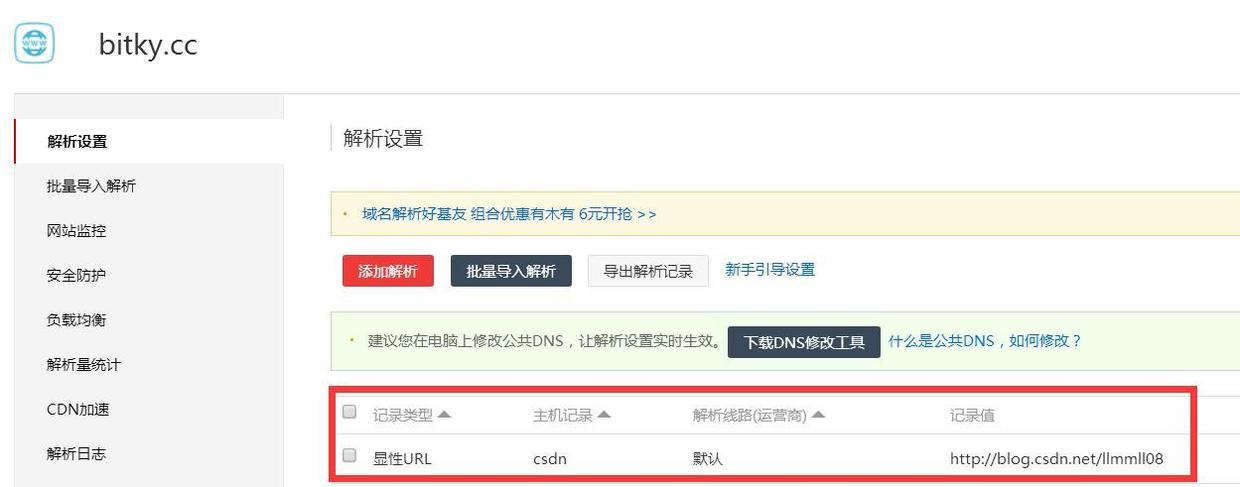 www
bitky.cc
解析设置
批量导入解析
网站监控
安全防护
负载均衡
解析量统计
CDN加速
解析日志
解析设置
域名解析好基友 组合优惠有木有 6元开抢 >>
添加解析 批量导入解析 导出解析记录 新手引导设置
建议您在电脑上修改公共DNS，让解析设置实时生效。 下载DNS修改工具 什么是公共DNS，如何修改？
记录类型 主机记录 解析线路(运营商) 记录值
显性URL csdn 默认 http://blog.csdn.net/llmmll08